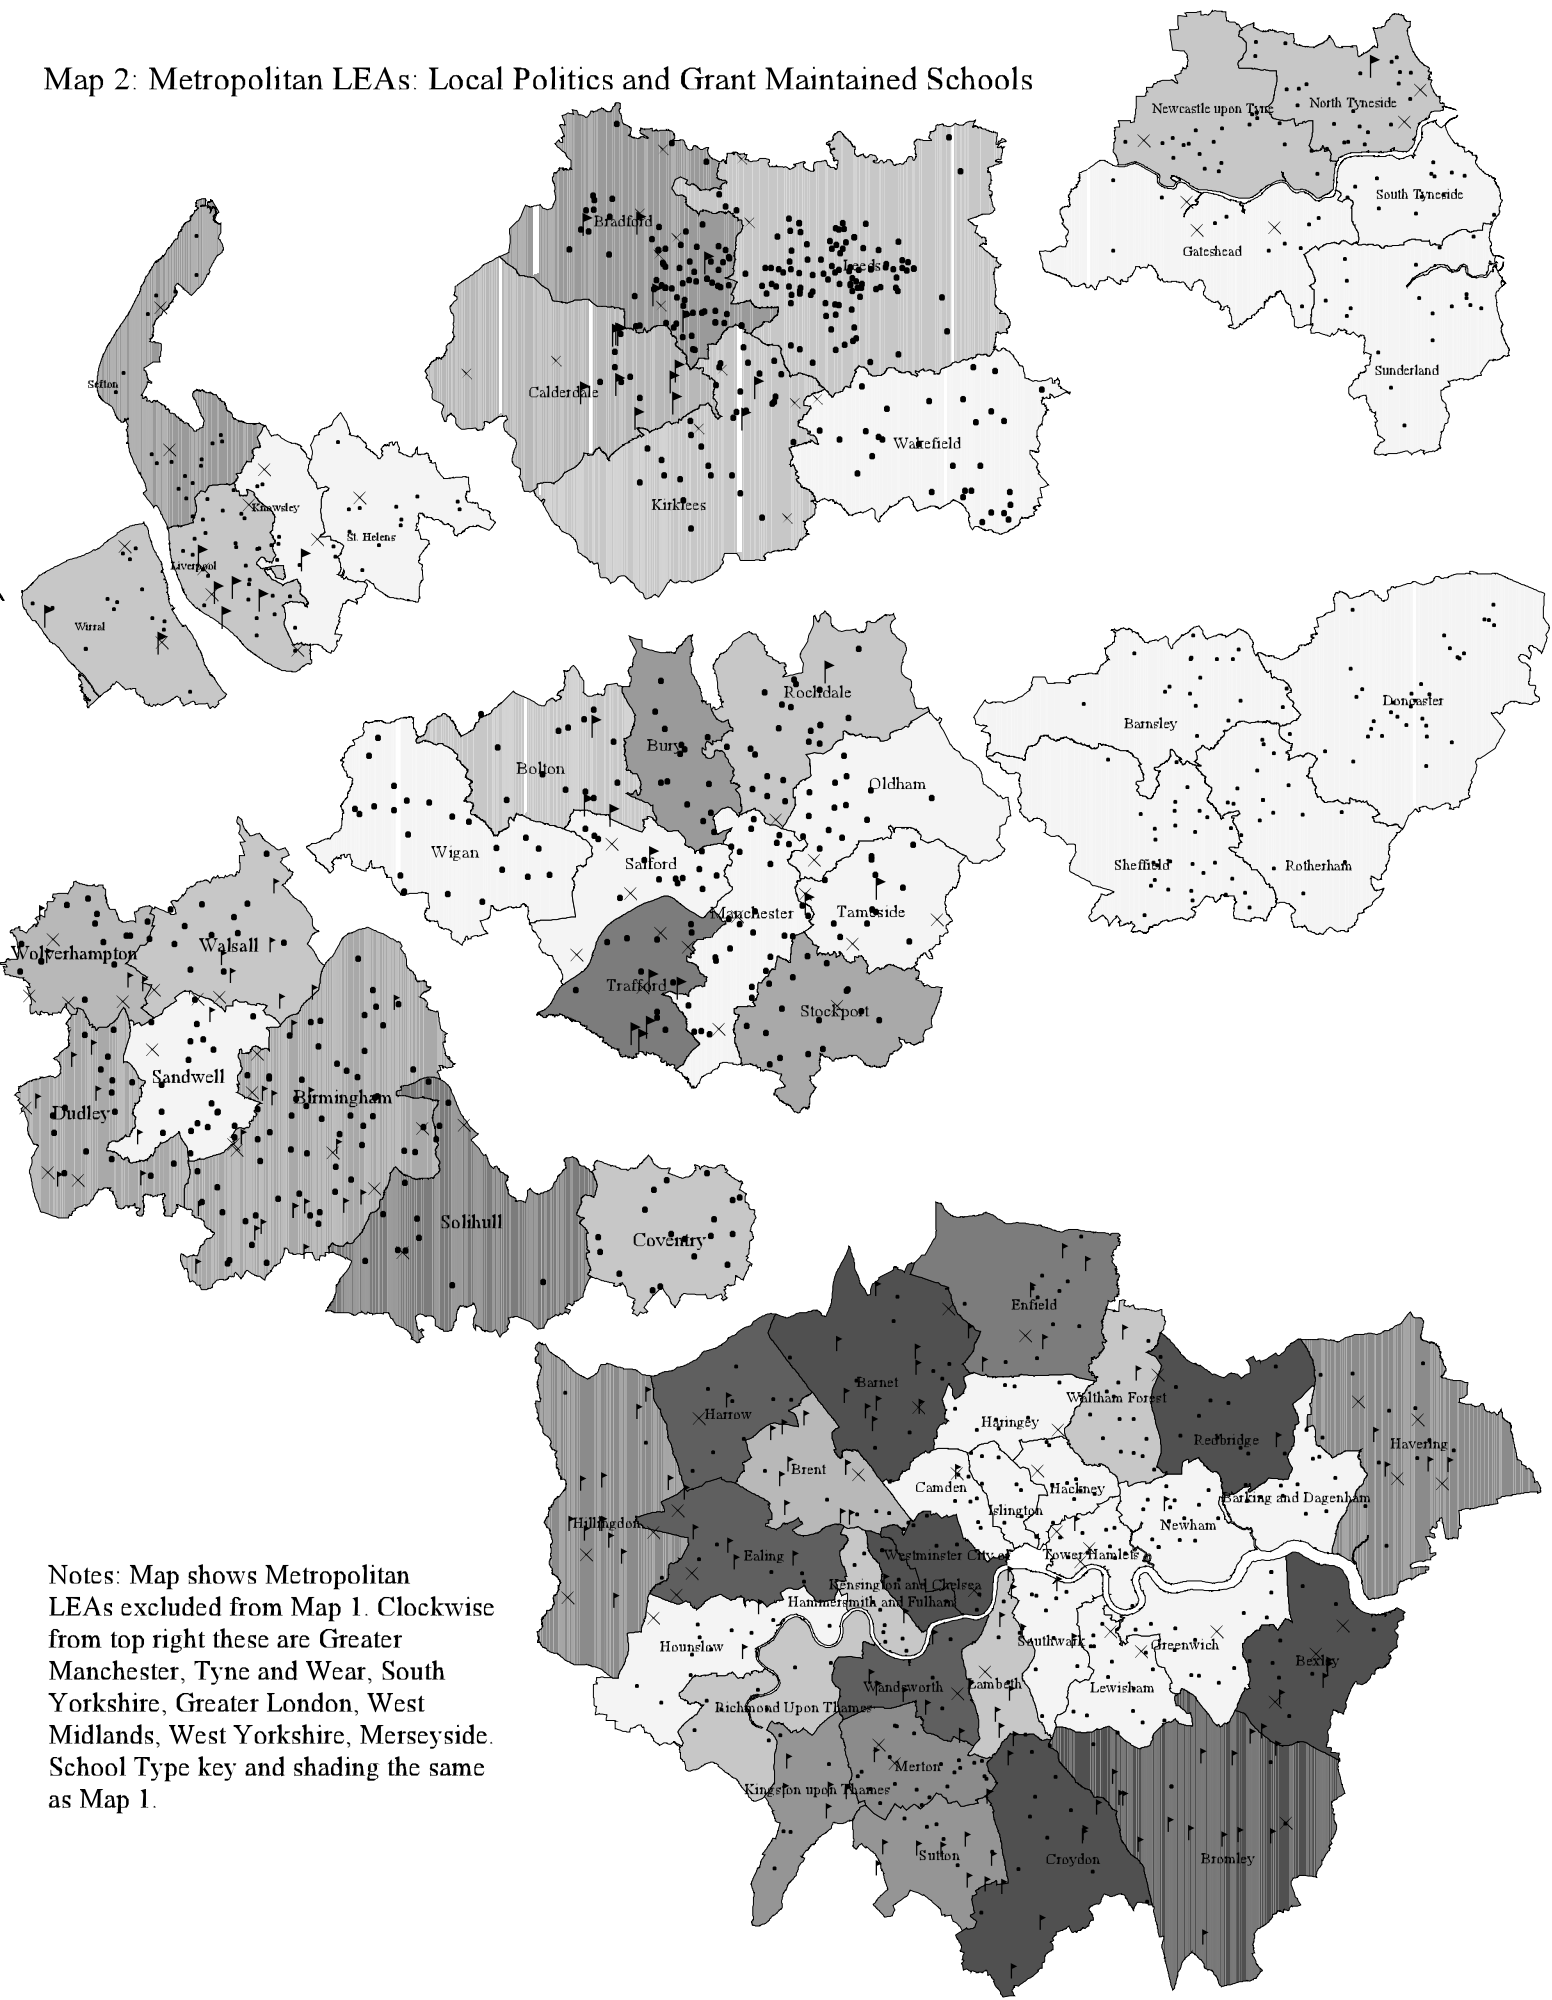 Map 2: Metropolitan LEAs: Local Politics and Grant Maintained Schools
Newcastle upon Tyne
North Tyneside
South Tyneside
Gateshead
Sunderland
Bradford
Leeds
Calderdale
Wakefield
Kirklees
Sefton
Knowsley
St. Helens
Liverpool
Wirral
Rochdale
Bury
Bolton
Oldham
Wigan
Salford
Manchester
Tameside
Trafford
Stockport
Barnsley
Doncaster
Sheffield
Rotherham
Wolverhampton
Walsall
Sandwell
Dudley
Birmingham
Solihull
Coventry
Enfield
Barnet
Harrow
Haringey
Waltham Forest
Redbridge
Havering
Brent
Camden
Hackney
Islington
Barking and Dagenham
Newham
Hillingdon
Ealing
Westminster City of
Tower Hamlets
Kensington and Chelsea
Hammersmith and Fulham
Hounslow
Southwark
Greenwich
Bexley
Wandsworth
Lambeth
Lewisham
Richmond Upon Thames
Merton
Kingston upon Thames
Sutton
Croydon
Bromley
Notes: Map shows Metropolitan
LEAs excluded from Map 1. Clockwise
from top right these are Greater
Manchester, Tyne and Wear, South
Yorkshire, Greater London, West
Midlands, West Yorkshire, Merseyside.
School Type key and shading the same
as Map 1.